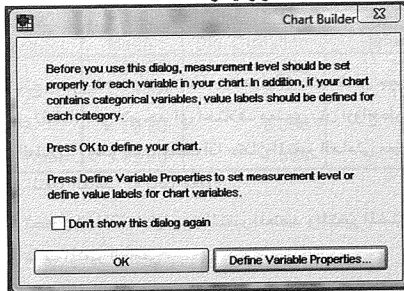 Chart Builder
Before you use this dialog, measurement level should be set
properly for each variable in your chart. In addition, if your chart
contains categorical variables, value labels should be defined for
each category.
Press OK to define your chart.
Press Define Variable Properties to set measurement level or
define value labels for chart variables.
Don't show this dialog again
OK
Define Variable Properties...